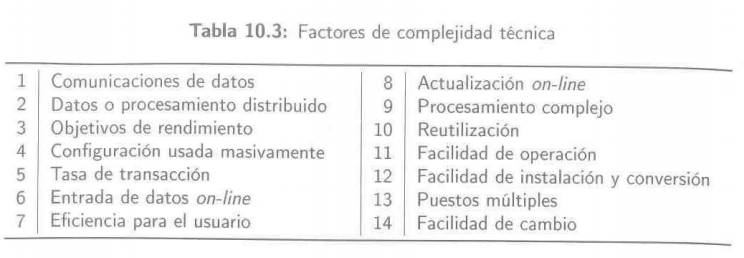 Tabla 10.3: Factores de complejidad técnica
1 Comunicaciones de datos
2 Datos o procesamiento distribuido
3 Objetivos de rendimiento
4 Configuración usada masivamente
5 Tasa de transacción
6 Entrada de datos on-line
7 Eficiencia para el usuario
8 Actualización on-line
9 Procesamiento complejo
10 Reutilización
11 Facilidad de operación
12 Facilidad de instalación y conversión
13 Puestos múltiples
14 Facilidad de cambio